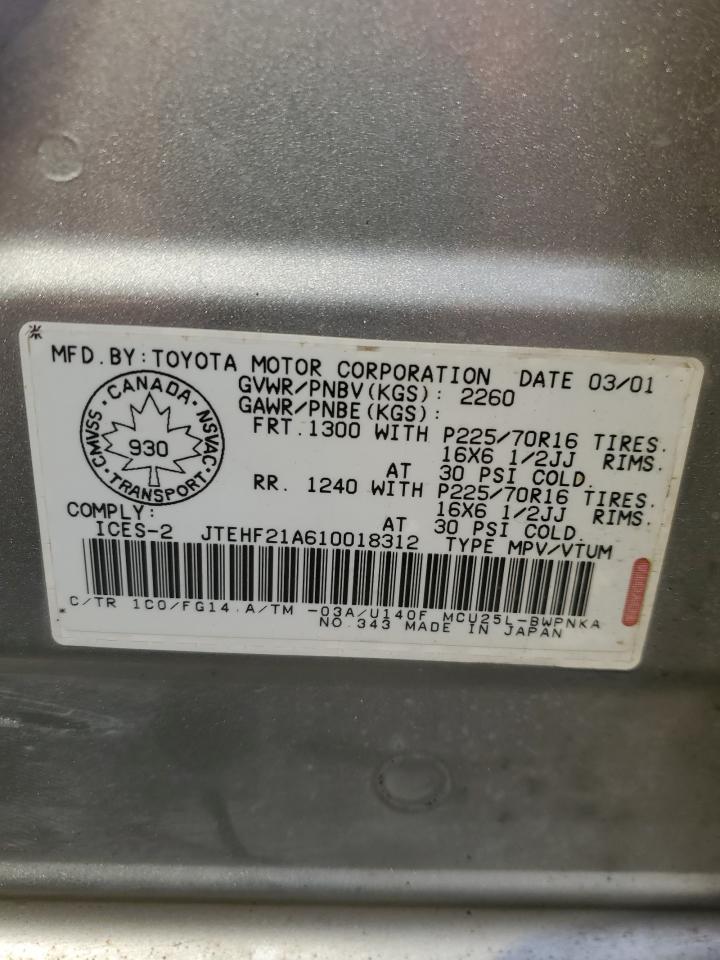 MFD.BY:TOYOTA MOTOR CORPORATION DATE 03/01
GVWR/PNBV(KGS): 2260
GAWR/PNBE(KGS):
FRT. 1300 WITH P225/70R16 TIRES.
16X6 1/2JJ RIMS.
AT 30 PSI COLD.
RR. 1240 WITH P225/70R16 TIRES.
16X6 1/2JJ RIMS.
AT 30 PSI COLD.
CANADA · NSVAC · TRANSPORT · CMVSS ·
930
COMPLY:
ICES-2 JTEHF21A610018312 TYPE MPV/VTUM
C/TR 1C0/FG14 A/TM -03A/U140F MCU25L-BWPNKA
NO.343 MADE IN JAPAN